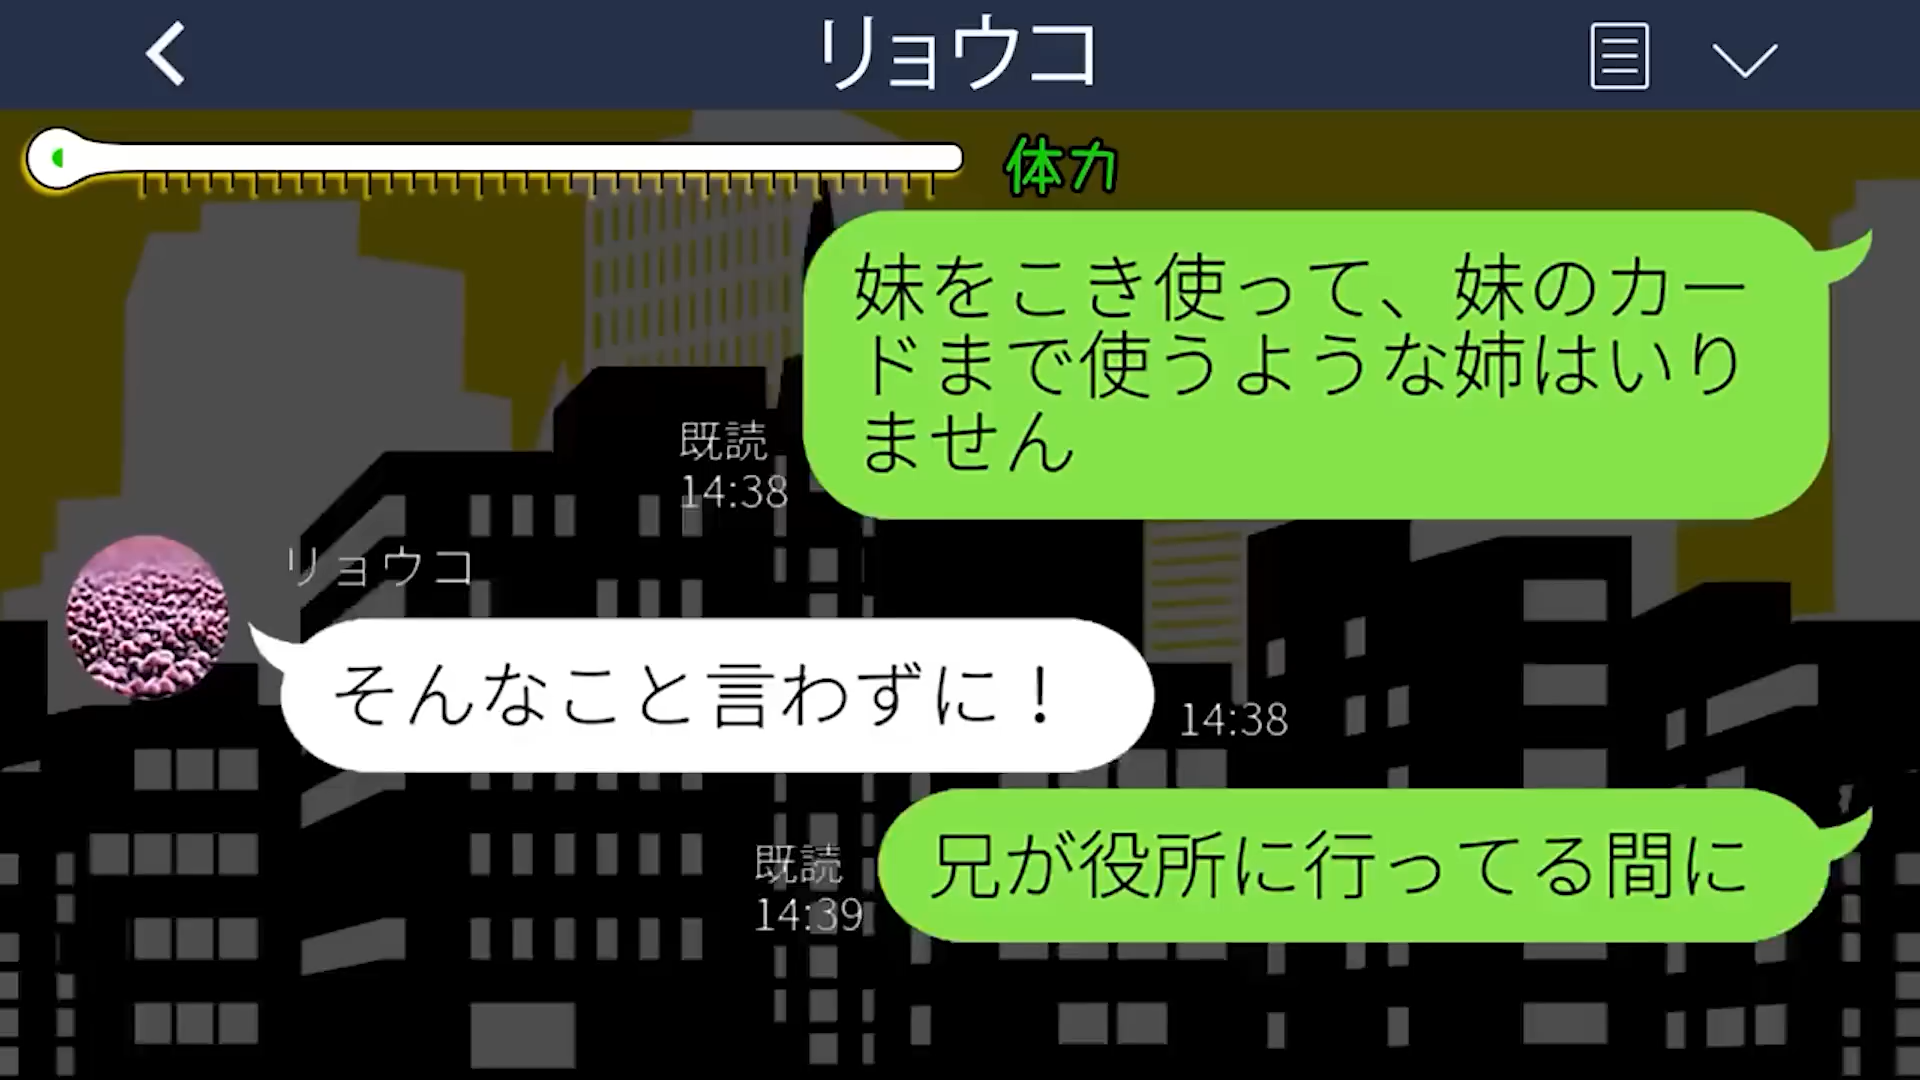 リョウコ
体力
妹をこき使って、妹のカー
ドまで使うような姉はいり
ません
既読
14:38
リョウコ
そんなこと言わずに！
14:38
兄が役所に行ってる間に
既読
14:39